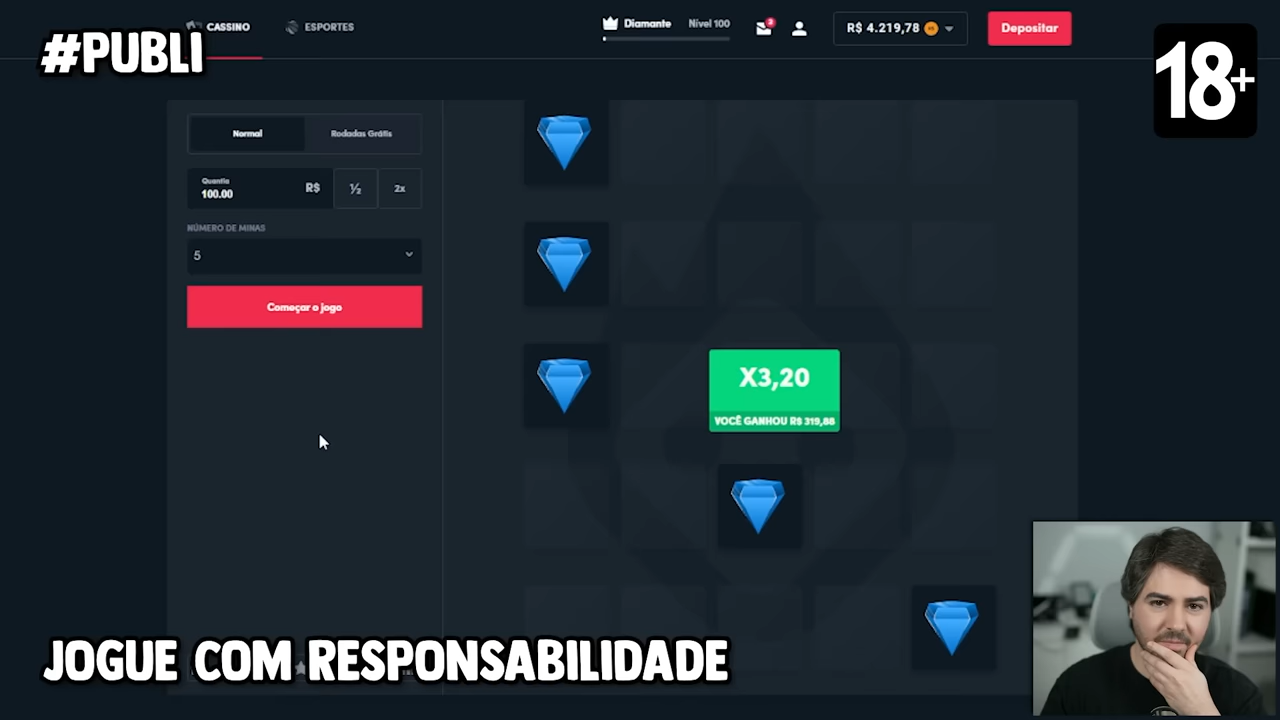 CASSINO
ESPORTES
Diamante
Nível 100
3
R$ 4.219,78
Depositar
#PUBLI
18+
Normal
Rodadas Grátis
Quantia
100.00
R$
½
2x
NÚMERO DE MINAS
5
Começar o jogo
X3,20
VOCÊ GANHOU R$ 319,88
JOGUE COM RESPONSABILIDADE